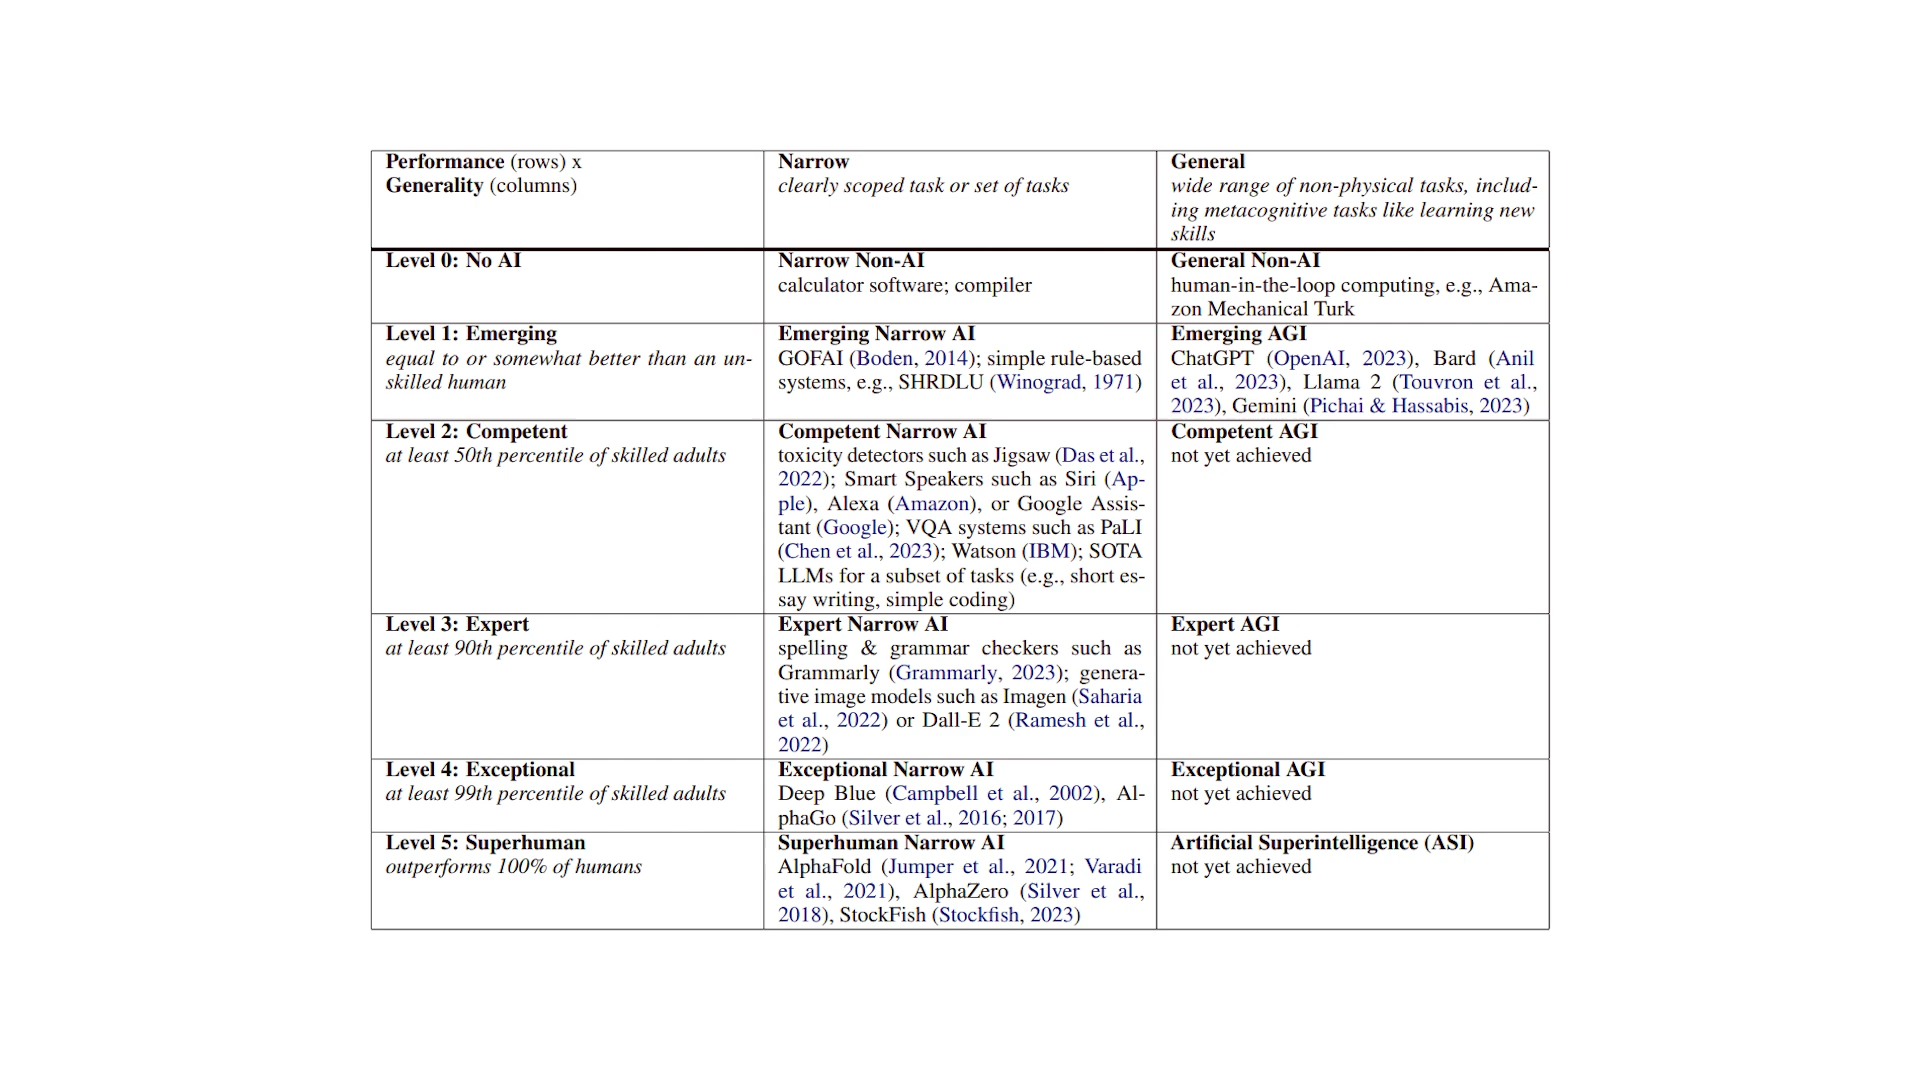 Performance (rows) x
Generality (columns)
Narrow
clearly scoped task or set of tasks
General
wide range of non-physical tasks, includ-
ing metacognitive tasks like learning new
skills
Level 0: No AI
Narrow Non-AI
calculator software; compiler
General Non-AI
human-in-the-loop computing, e.g., Ama-
zon Mechanical Turk
Level 1: Emerging
equal to or somewhat better than an un-
skilled human
Emerging Narrow AI
GOFAI (Boden, 2014); simple rule-based
systems, e.g., SHRDLU (Winograd, 1971)
Emerging AGI
ChatGPT (OpenAI, 2023), Bard (Anil
et al., 2023), Llama 2 (Touvron et al.,
2023), Gemini (Pichai & Hassabis, 2023)
Level 2: Competent
at least 50th percentile of skilled adults
Competent Narrow AI
toxicity detectors such as Jigsaw (Das et al.,
2022); Smart Speakers such as Siri (Ap-
ple), Alexa (Amazon), or Google Assis-
tant (Google); VQA systems such as PaLI
(Chen et al., 2023); Watson (IBM); SOTA
LLMs for a subset of tasks (e.g., short es-
say writing, simple coding)
Competent AGI
not yet achieved
Level 3: Expert
at least 90th percentile of skilled adults
Expert Narrow AI
spelling & grammar checkers such as
Grammarly (Grammarly, 2023); genera-
tive image models such as Imagen (Saharia
et al., 2022) or Dall-E 2 (Ramesh et al.,
2022)
Expert AGI
not yet achieved
Level 4: Exceptional
at least 99th percentile of skilled adults
Exceptional Narrow AI
Deep Blue (Campbell et al., 2002), Al-
phaGo (Silver et al., 2016; 2017)
Exceptional AGI
not yet achieved
Level 5: Superhuman
outperforms 100% of humans
Superhuman Narrow AI
AlphaFold (Jumper et al., 2021; Varadi
et al., 2021), AlphaZero (Silver et al.,
2018), StockFish (Stockfish, 2023)
Artificial Superintelligence (ASI)
not yet achieved